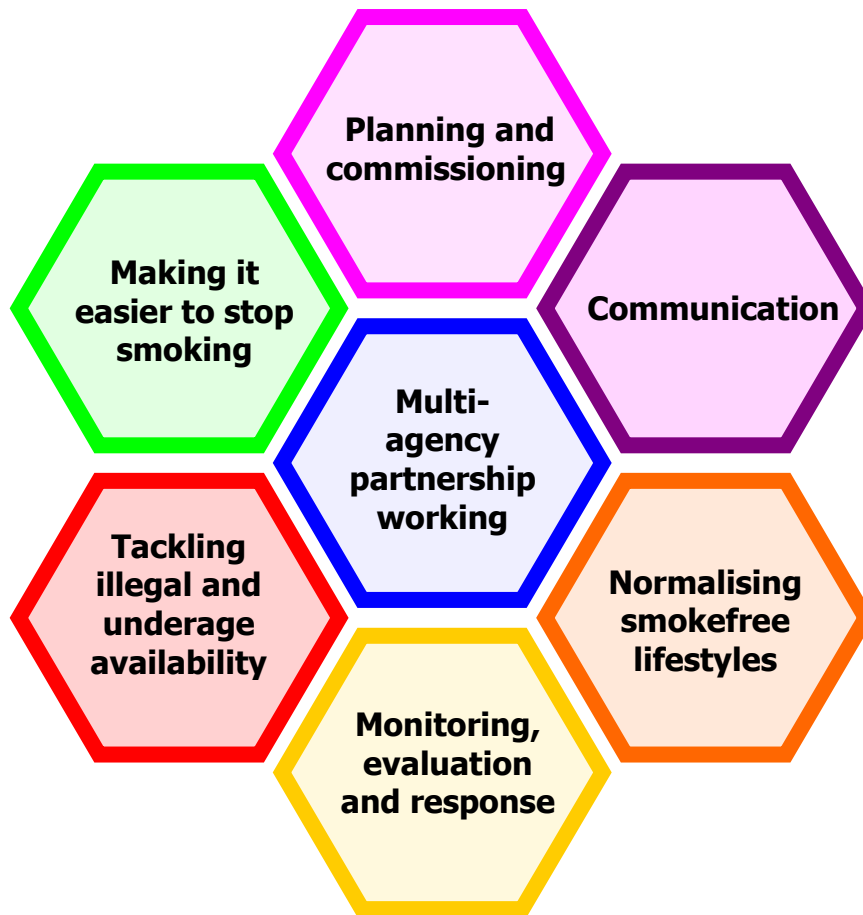 Planning and
commissioning
Making it
easier to stop
smoking
Communication
Multi-
agency
partnership
working
Tackling
illegal and
underage
availability
Normalising
smokefree
lifestyles
Monitoring,
evaluation
and response